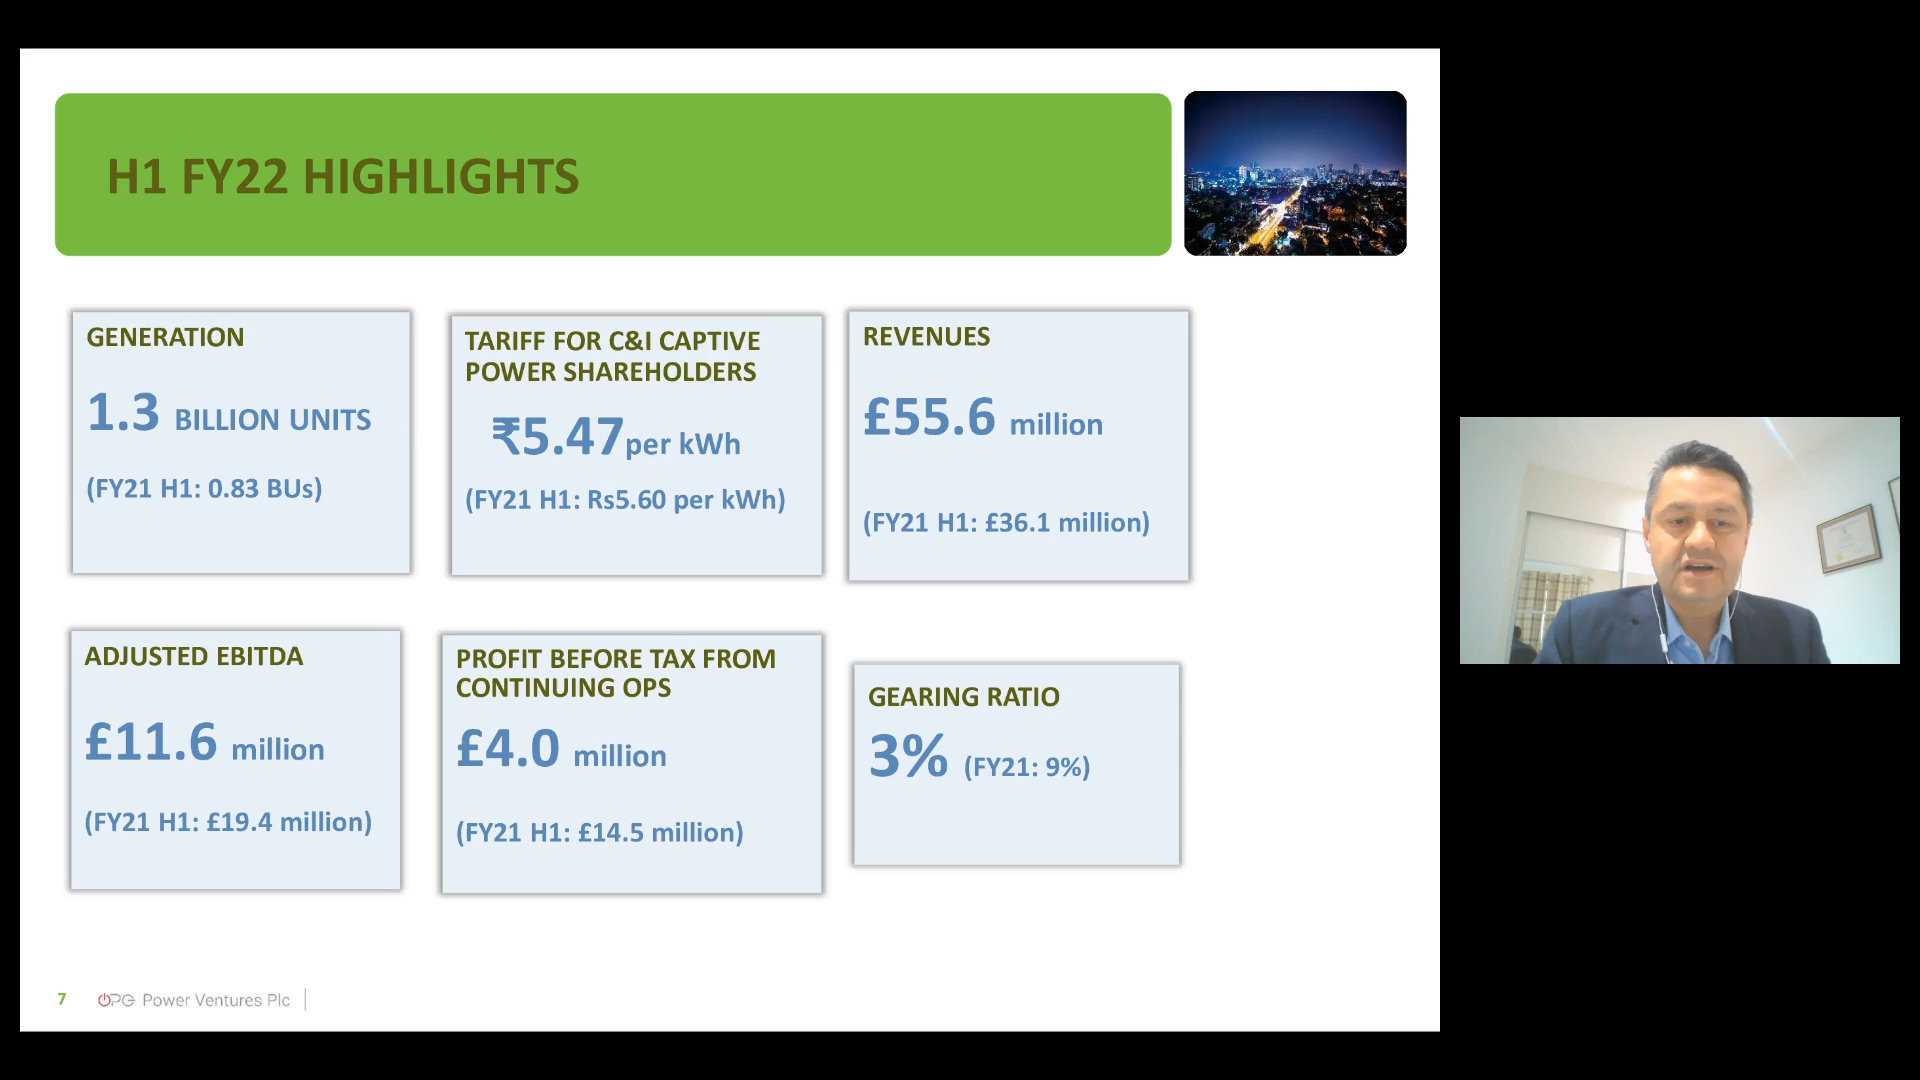 H1 FY22 HIGHLIGHTS
GENERATION
1.3 BILLION UNITS
(FY21 H1: 0.83 BUs)
TARIFF FOR C&I CAPTIVE
POWER SHAREHOLDERS
₹5.47per kWh
(FY21 H1: Rs5.60 per kWh)
REVENUES
£55.6 million
(FY21 H1: £36.1 million)
ADJUSTED EBITDA
£11.6 million
(FY21 H1: £19.4 million)
PROFIT BEFORE TAX FROM
CONTINUING OPS
£4.0 million
(FY21 H1: £14.5 million)
GEARING RATIO
3% (FY21: 9%)
7 OPG Power Ventures Plc